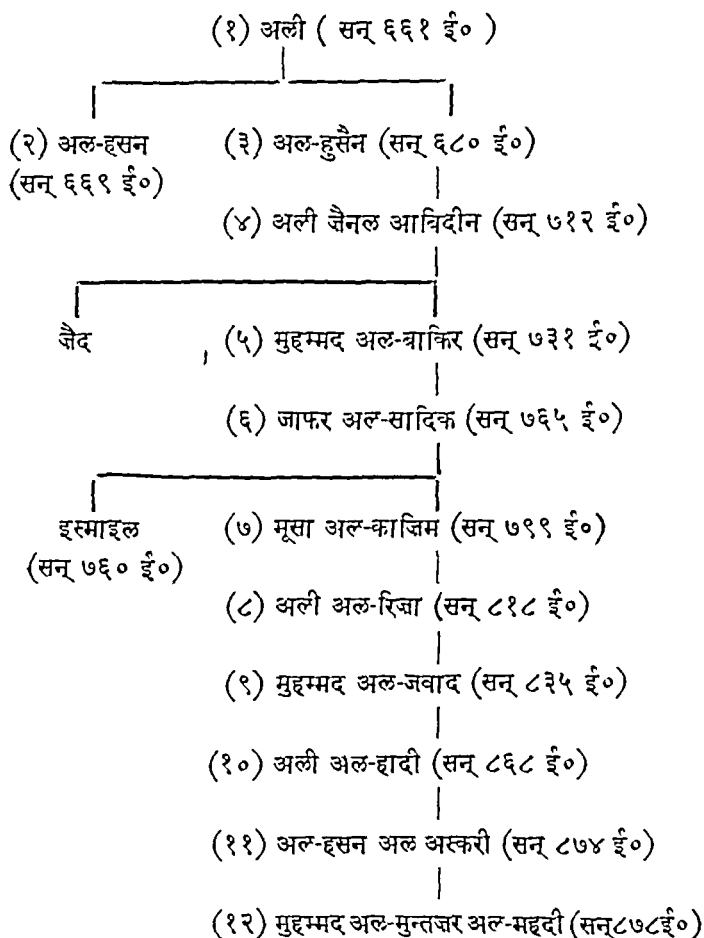 (१) अली ( सन् ६६१ ई० )
(२) अल-हसन (३) अल-हुसैन (सन् ६८० ई०)
(सन् ६६९ ई०)
(४) अली ज़ैनल आबिदीन (सन् ७१२ ई०)
ज़ैद (५) मुहम्मद अल-बाकिर (सन् ७३१ ई०)
(६) जाफर अल-सादिक (सन् ७६५ ई०)
इस्माइल (७) मूसा अल-काज़िम (सन् ७९९ ई०)
(सन् ७६० ई०)
(८) अली अल-रिज़ा (सन् ८१८ ई०)
(९) मुहम्मद अल-जवाद (सन् ८३५ ई०)
(१०) अली अल-हादी (सन् ८६८ ई०)
(११) अल-हसन अल अस्करी (सन् ८७४ ई०)
(१२) मुहम्मद अल-मुन्तज़र अल-महदी (सन् ८७८ई०)